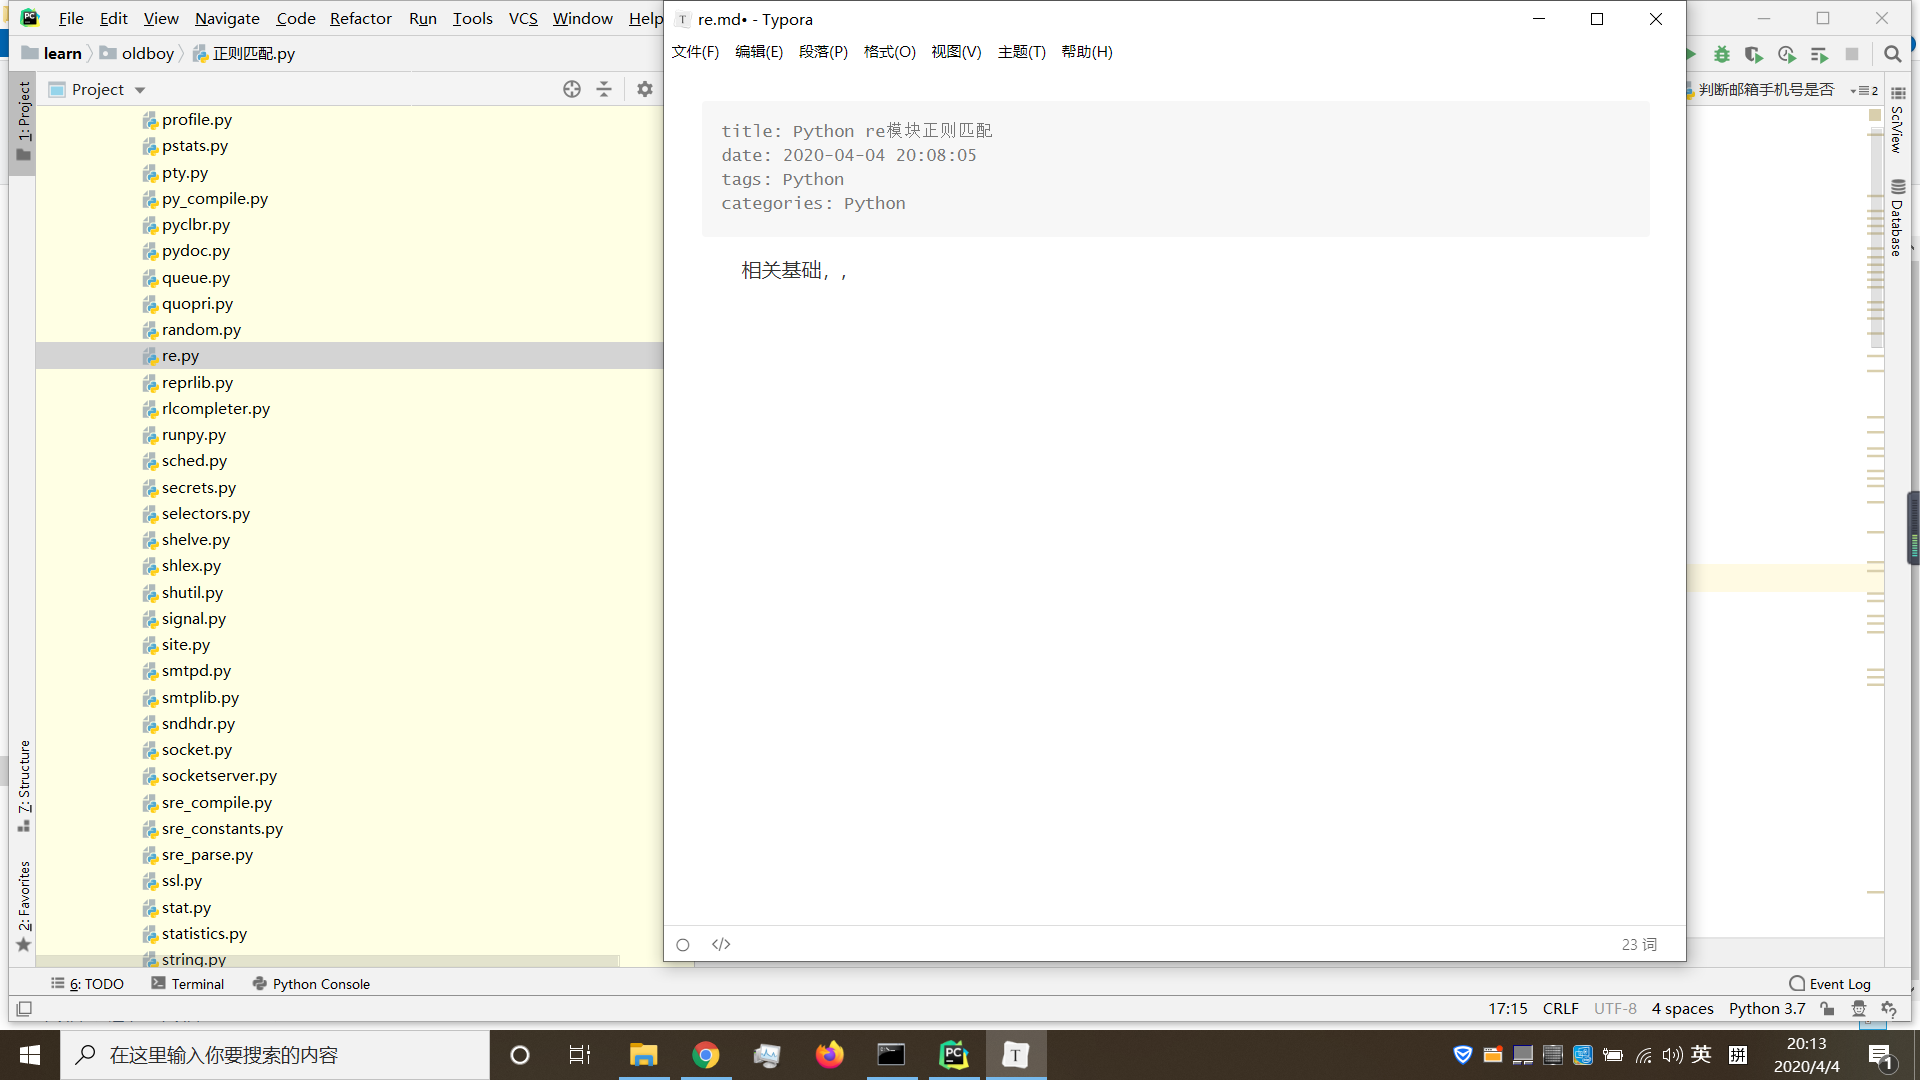 File Edit View Navigate Code Refactor Run Tools VCS Window Help
learn oldboy 正则匹配.py
Project
1: Project
7: Structure
2: Favorites
profile.py
pstats.py
pty.py
py_compile.py
pyclbr.py
pydoc.py
queue.py
quopri.py
random.py
re.py
reprlib.py
rlcompleter.py
runpy.py
sched.py
secrets.py
selectors.py
shelve.py
shlex.py
shutil.py
signal.py
site.py
smtpd.py
smtplib.py
sndhdr.py
socket.py
socketserver.py
sre_compile.py
sre_constants.py
sre_parse.py
ssl.py
stat.py
statistics.py
string.py
re.md• - Typora
文件(F) 编辑(E) 段落(P) 格式(O) 视图(V) 主题(T) 帮助(H)
title: Python re模块正则匹配
date: 2020-04-04 20:08:05
tags: Python
categories: Python
相关基础，，
</> 23 词
判断邮箱手机号是否 2
SciView
Database
6: TODO Terminal Python Console Event Log
17:15 CRLF UTF-8 4 spaces Python 3.7
在这里输入你要搜索的内容
英 拼
20:13
2020/4/4
1